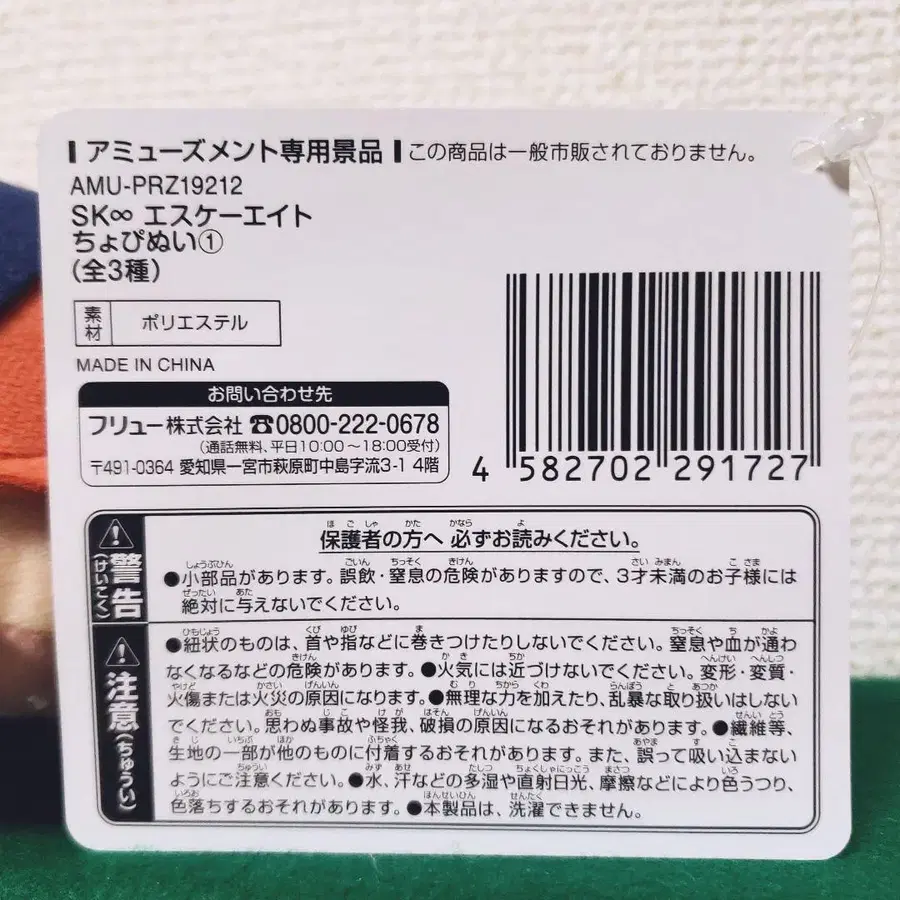 アミューズメント専用景品 この商品は一般市販されておりません。
AMU-PRZ19212
SK∞ エスケーエイト
ちょぴぬい①
(全3種)
素材 ポリエステル
MADE IN CHINA
お問い合わせ先
フリュー株式会社 ☎0800-222-0678
(通話無料、平日10:00〜18:00受付)
〒491-0364 愛知県一宮市萩原町中島字流3-1 4階
4 582702 291727
⚠警告(けいこく)
保護者の方へ 必ずお読みください。
●小部品があります。誤飲・窒息の危険がありますので、3才未満のお子様には
絶対に与えないでください。
⚠注意(ちゅうい)
●紐状のものは、首や指などに巻きつけたりしないでください。窒息や血が通わ
なくなるなどの危険があります。●火気には近づけないでください。変形・変質・
火傷または火災の原因になります。●無理な力を加えたり、乱暴な取り扱いはしない
でください。思わぬ事故や怪我、破損の原因になるおそれがあります。●繊維等、
生地の一部が他のものに付着するおそれがあります。また、誤って吸い込まない
ようにご注意ください。●水、汗などの多湿や直射日光、摩擦などにより色うつり、
色落ちするおそれがあります。●本製品は、洗濯できません。